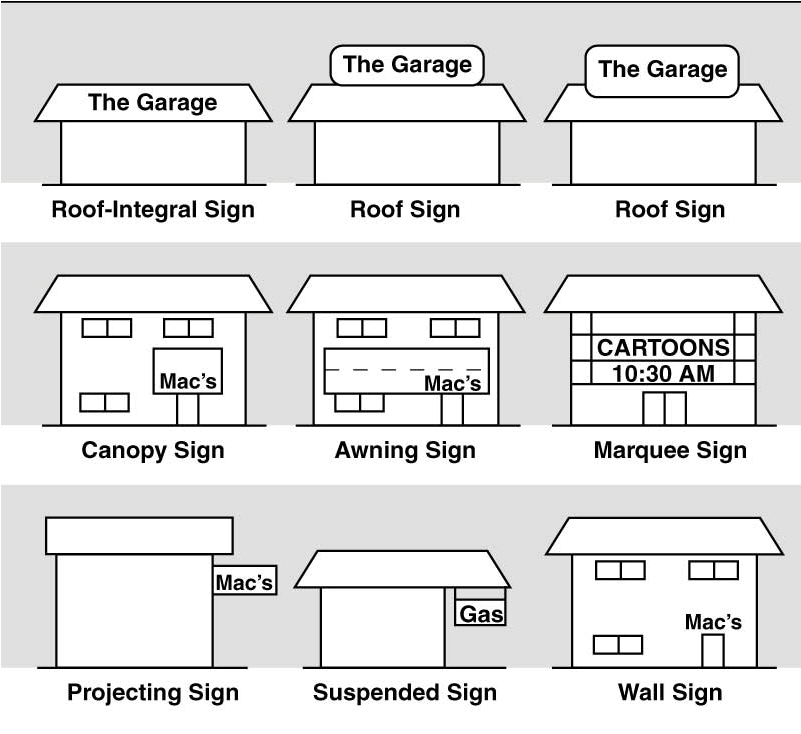 The Garage
The Garage
The Garage
Roof-Integral Sign
Roof Sign
Roof Sign
Mac's
Mac's
CARTOONS
10:30 AM
Canopy Sign
Awning Sign
Marquee Sign
Mac's
Gas
Mac's
Projecting Sign
Suspended Sign
Wall Sign